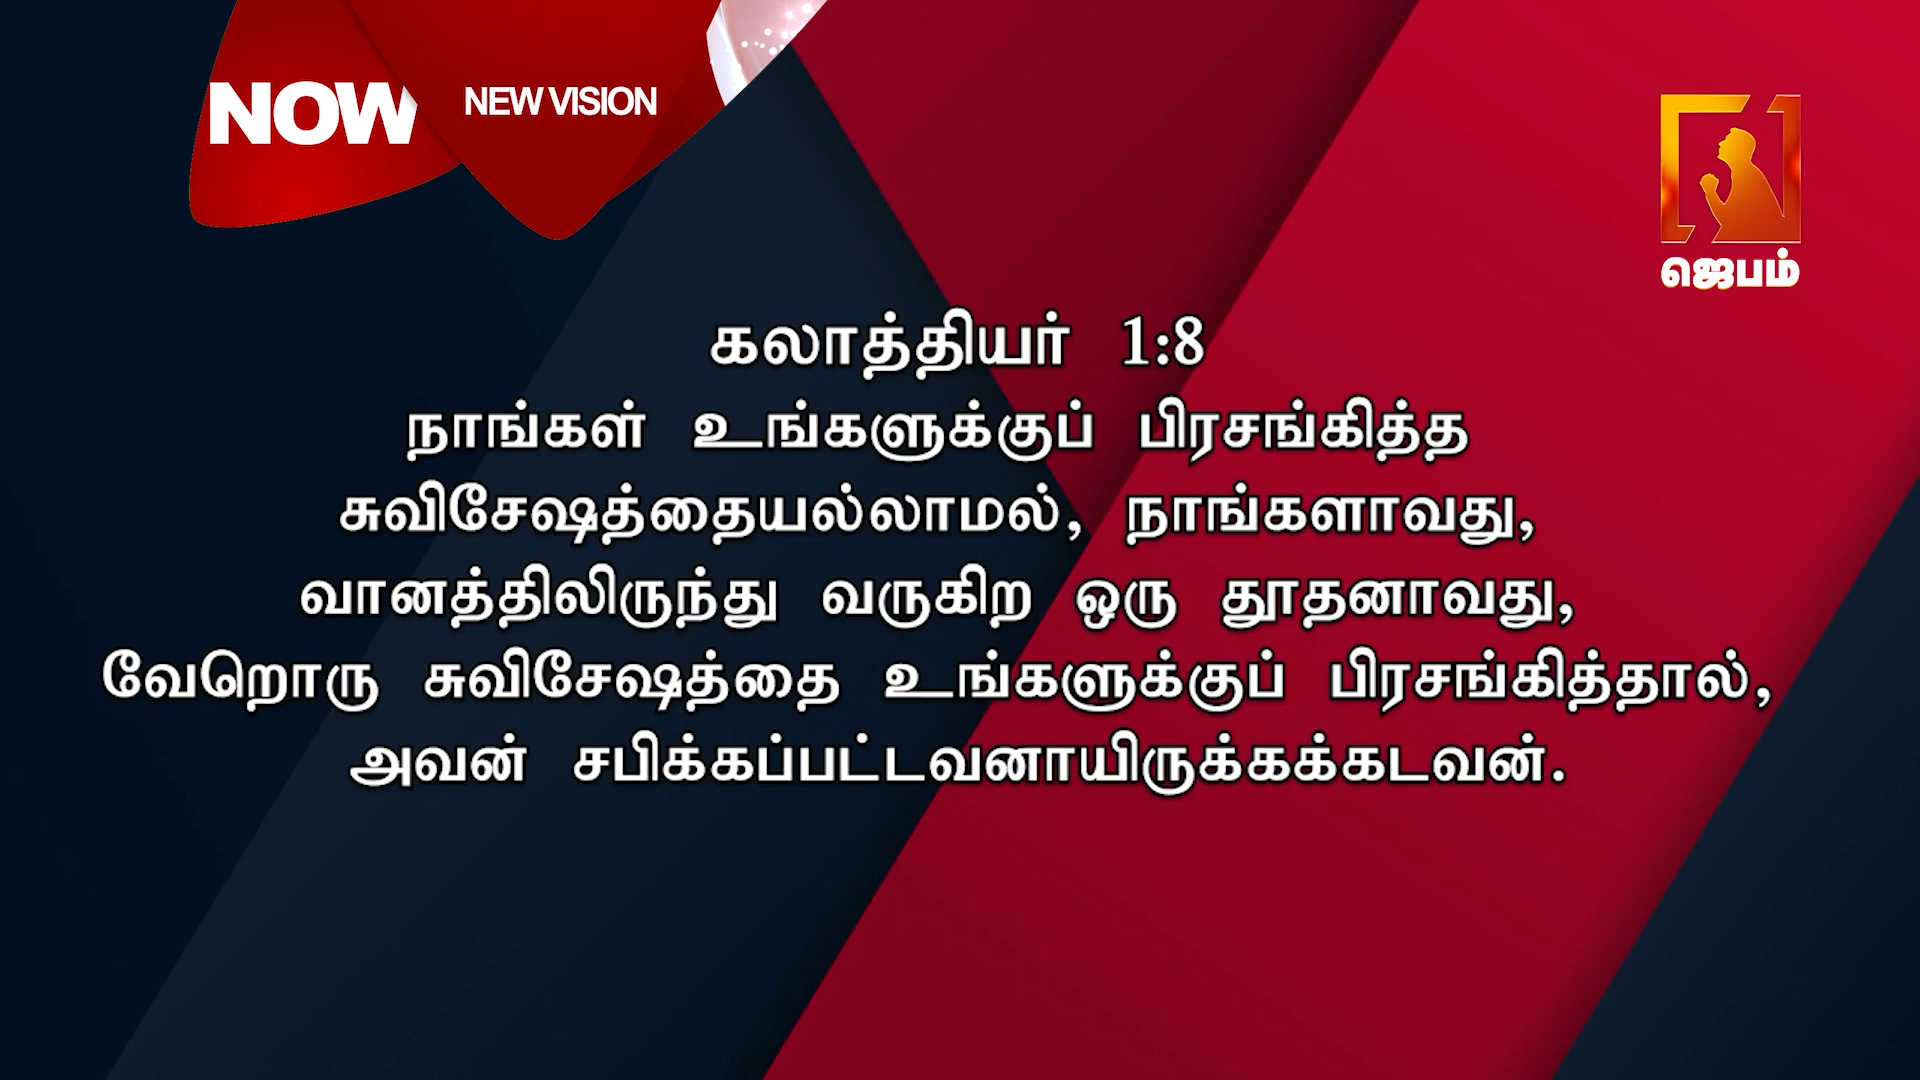 NOW NEW VISION
ஜெபம்
கலாத்தியர் 1:8
நாங்கள் உங்களுக்குப் பிரசங்கித்த
சுவிசேஷத்தையல்லாமல், நாங்களாவது,
வானத்திலிருந்து வருகிற ஒரு தூதனாவது,
வேறொரு சுவிசேஷத்தை உங்களுக்குப் பிரசங்கித்தால்,
அவன் சபிக்கப்பட்டவனாயிருக்கக்கடவன்.